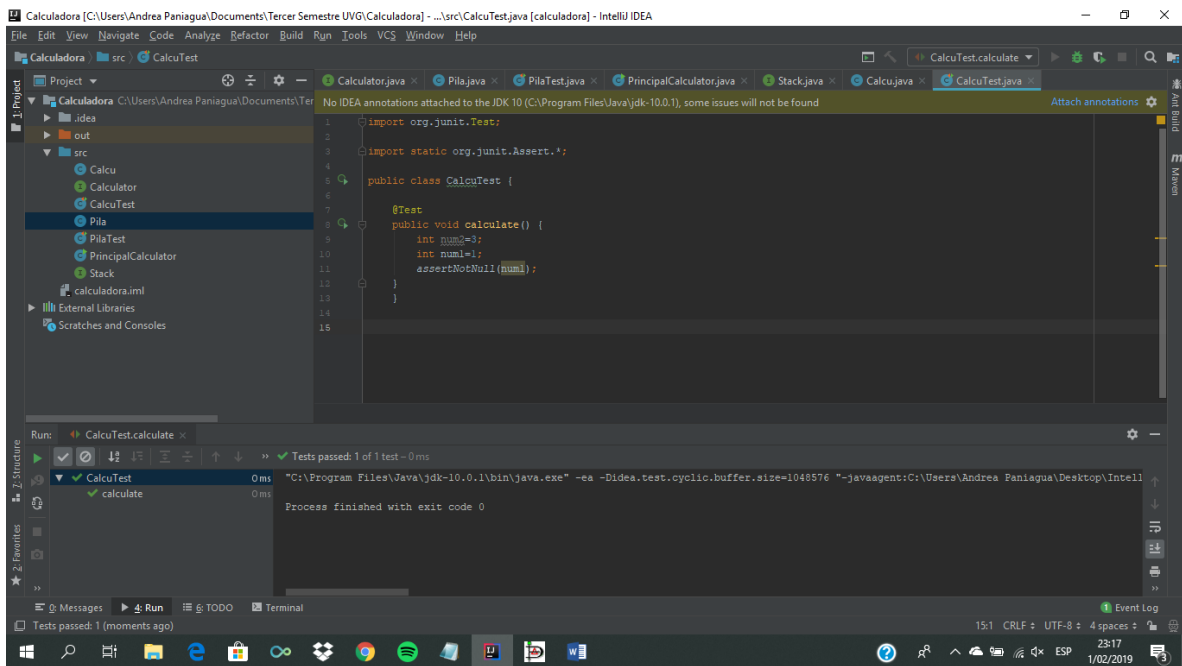 Calculadora [C:\Users\Andrea Paniagua\Documents\Tercer Semestre UVG\Calculadora] - ...\src\CalcuTest.java [calculadora] - IntelliJ IDEA
File Edit View Navigate Code Analyze Refactor Build Run Tools VCS Window Help
Calculadora src CalcuTest
CalcuTest.calculate
Project
Calculator.java Pila.java PilaTest.java PrincipalCalculator.java Stack.java Calcu.java CalcuTest.java
1: Project
Calculadora C:\Users\Andrea Paniagua\Documents\Ter
No IDEA annotations attached to the JDK 10 (C:\Program Files\Java\jdk-10.0.1), some issues will not be found
Attach annotations
Ant Build
Maven
.idea
out
src
Calcu
Calculator
CalcuTest
Pila
PilaTest
PrincipalCalculator
Stack
calculadora.iml
External Libraries
Scratches and Consoles
1 import org.junit.Test;
2
3 import static org.junit.Assert.*;
4
5 public class CalcuTest {
6
7 @Test
8 public void calculate() {
9 int num2=3;
10 int num1=1;
11 assertNotNull(num1);
12 }
13 }
14
15
Run: CalcuTest.calculate
Tests passed: 1 of 1 test – 0 ms
CalcuTest 0 ms
calculate 0 ms
"C:\Program Files\Java\jdk-10.0.1\bin\java.exe" -ea -Didea.test.cyclic.buffer.size=1048576 "-javaagent:C:\Users\Andrea Paniagua\Desktop\Intell
Process finished with exit code 0
7: Structure
2: Favorites
0: Messages 4: Run 6: TODO Terminal
1 Event Log
Tests passed: 1 (moments ago)
15:1 CRLF UTF-8 4 spaces
ESP
23:17
1/02/2019
3